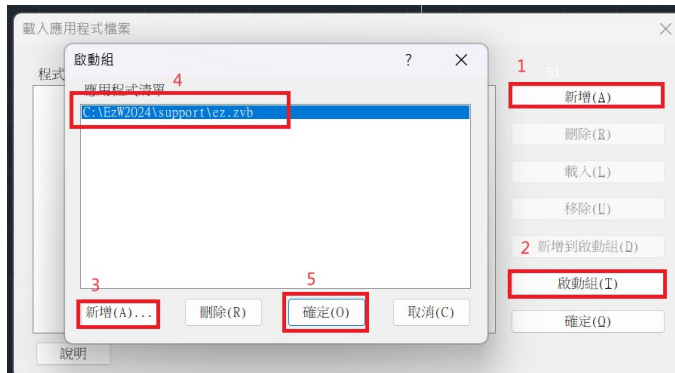 載入應用程式檔案
啟動組
?
程式
應用程式清單
4
C:\EzW2024\support\ez.zvb
3
新增(A)...
刪除(R)
5
確定(O)
取消(C)
1
51
新增(A)
刪除(R)
載入(L)
移除(U)
2 新增到啟動組(D)
啟動組(T)
確定(O)
說明